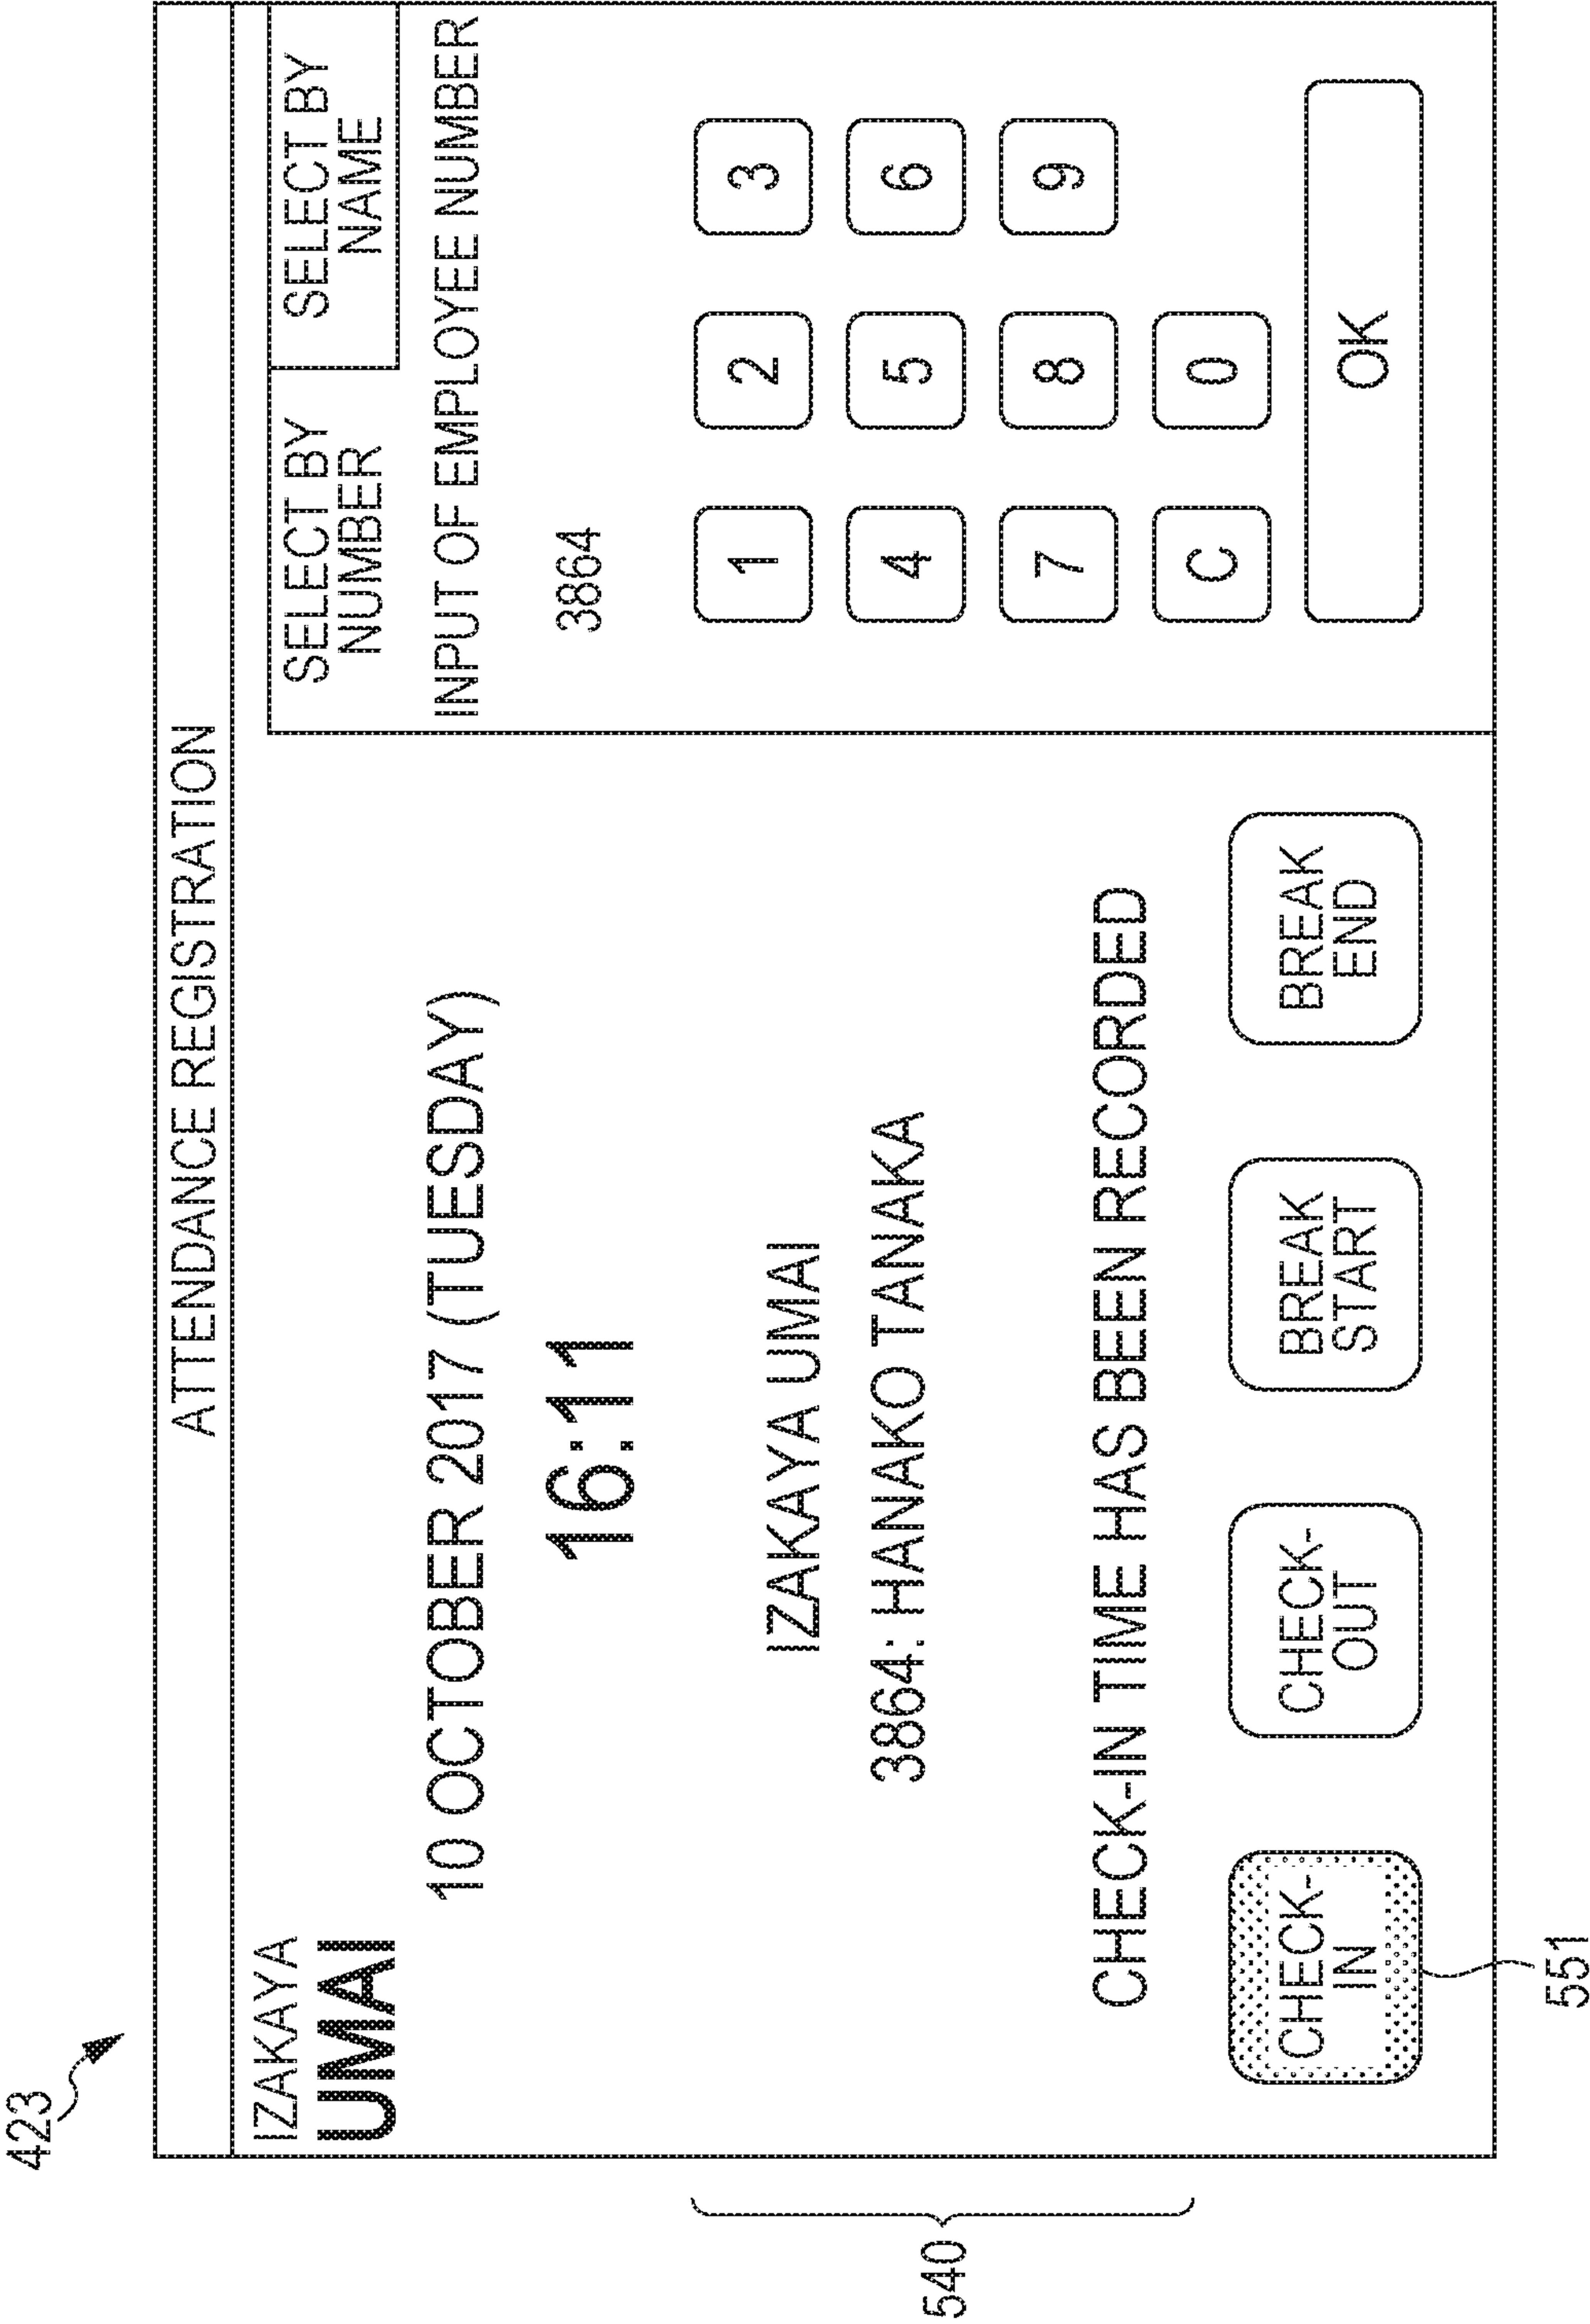 423
ATTENDANCE REGISTRATION
IZAKAYA
UMAI
10 OCTOBER 2017 (TUESDAY)
16:11
540
IZAKAYA UMAI
3864: HANAKO TANAKA
CHECK-IN TIME HAS BEEN RECORDED
CHECK-
IN
CHECK-
OUT
BREAK
START
BREAK
END
551
SELECT BY
NUMBER
SELECT BY
NAME
INPUT OF EMPLOYEE NUMBER
3864
1 2 3
4 5 6
7 8 9
C 0
OK